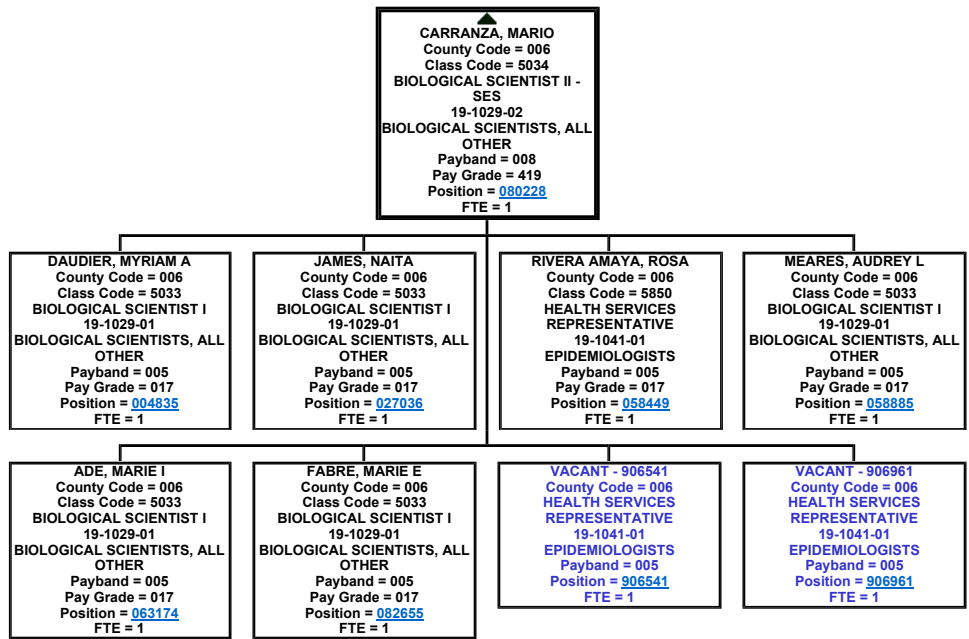 CARRANZA, MARIO
County Code = 006
Class Code = 5034
BIOLOGICAL SCIENTIST II -
SES
19-1029-02
BIOLOGICAL SCIENTISTS, ALL
OTHER
Payband = 008
Pay Grade = 419
Position = 080228
FTE = 1
DAUDIER, MYRIAM A
County Code = 006
Class Code = 5033
BIOLOGICAL SCIENTIST I
19-1029-01
BIOLOGICAL SCIENTISTS, ALL
OTHER
Payband = 005
Pay Grade = 017
Position = 004835
FTE = 1
JAMES, NAITA
County Code = 006
Class Code = 5033
BIOLOGICAL SCIENTIST I
19-1029-01
BIOLOGICAL SCIENTISTS, ALL
OTHER
Payband = 005
Pay Grade = 017
Position = 027036
FTE = 1
RIVERA AMAYA, ROSA
County Code = 006
Class Code = 5850
HEALTH SERVICES
REPRESENTATIVE
19-1041-01
EPIDEMIOLOGISTS
Payband = 005
Pay Grade = 017
Position = 058449
FTE = 1
MEARES, AUDREY L
County Code = 006
Class Code = 5033
BIOLOGICAL SCIENTIST I
19-1029-01
BIOLOGICAL SCIENTISTS, ALL
OTHER
Payband = 005
Pay Grade = 017
Position = 058885
FTE = 1
ADE, MARIE I
County Code = 006
Class Code = 5033
BIOLOGICAL SCIENTIST I
19-1029-01
BIOLOGICAL SCIENTISTS, ALL
OTHER
Payband = 005
Pay Grade = 017
Position = 063174
FTE = 1
FABRE, MARIE E
County Code = 006
Class Code = 5033
BIOLOGICAL SCIENTIST I
19-1029-01
BIOLOGICAL SCIENTISTS, ALL
OTHER
Payband = 005
Pay Grade = 017
Position = 082655
FTE = 1
VACANT - 906541
County Code = 006
HEALTH SERVICES
REPRESENTATIVE
19-1041-01
EPIDEMIOLOGISTS
Payband = 005
Position = 906541
FTE = 1
VACANT - 906961
County Code = 006
HEALTH SERVICES
REPRESENTATIVE
19-1041-01
EPIDEMIOLOGISTS
Payband = 005
Position = 906961
FTE = 1